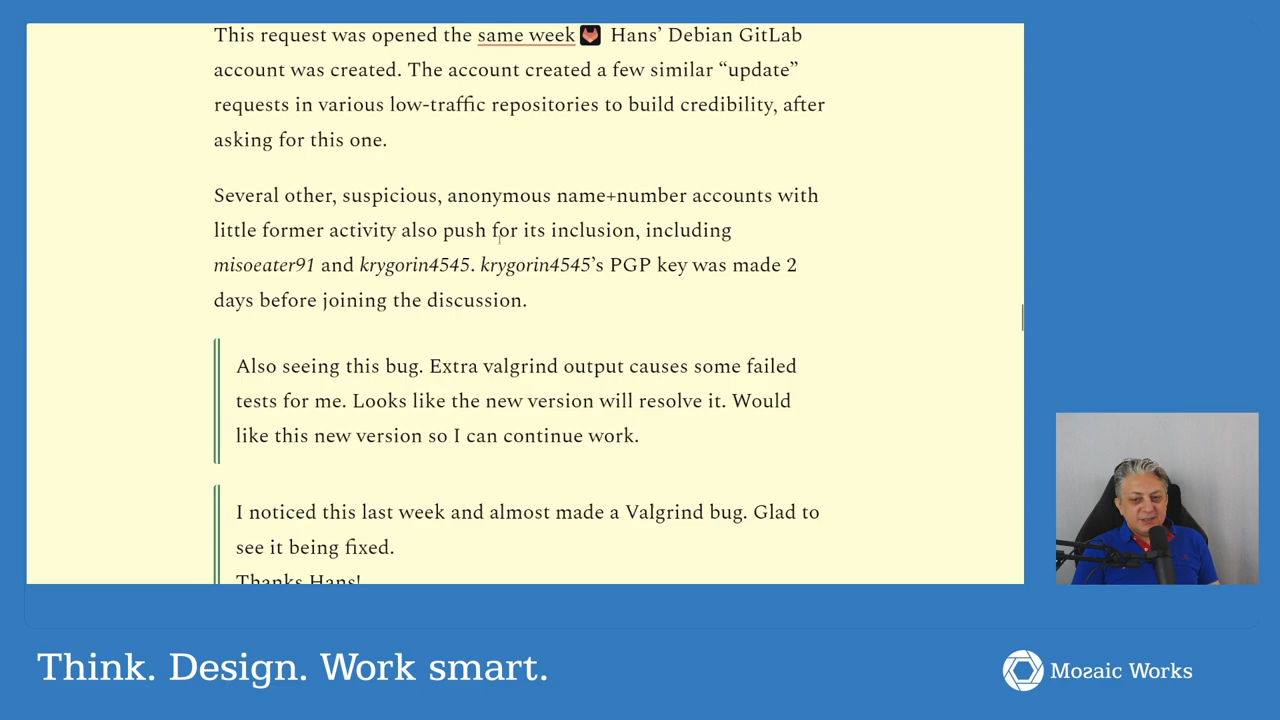 This request was opened the same week Hans’ Debian GitLab
account was created. The account created a few similar “update”
requests in various low-traffic repositories to build credibility, after
asking for this one.
Several other, suspicious, anonymous name+number accounts with
little former activity also push for its inclusion, including
misoeater91 and krygorin4545. krygorin4545’s PGP key was made 2
days before joining the discussion.
Also seeing this bug. Extra valgrind output causes some failed
tests for me. Looks like the new version will resolve it. Would
like this new version so I can continue work.
I noticed this last week and almost made a Valgrind bug. Glad to
see it being fixed.
Thanks Hans!
Think. Design. Work smart.
Mozaic Works